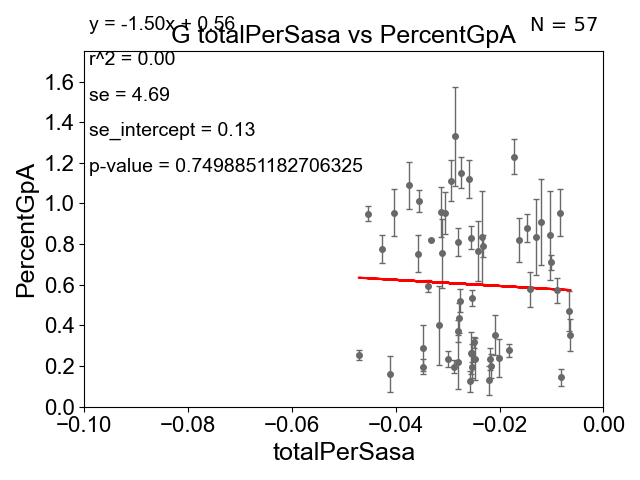 y = -1.50x + 0.56
N = 57
G totalPerSasa vs PercentGpA
r^2 = 0.00
se = 4.69
se_intercept = 0.13
p-value = 0.7498851182706325
PercentGpA
1.6
1.4
1.2
1.0
0.8
0.6
0.4
0.2
0.0
−0.10 −0.08 −0.06 −0.04 −0.02 0.00
totalPerSasa